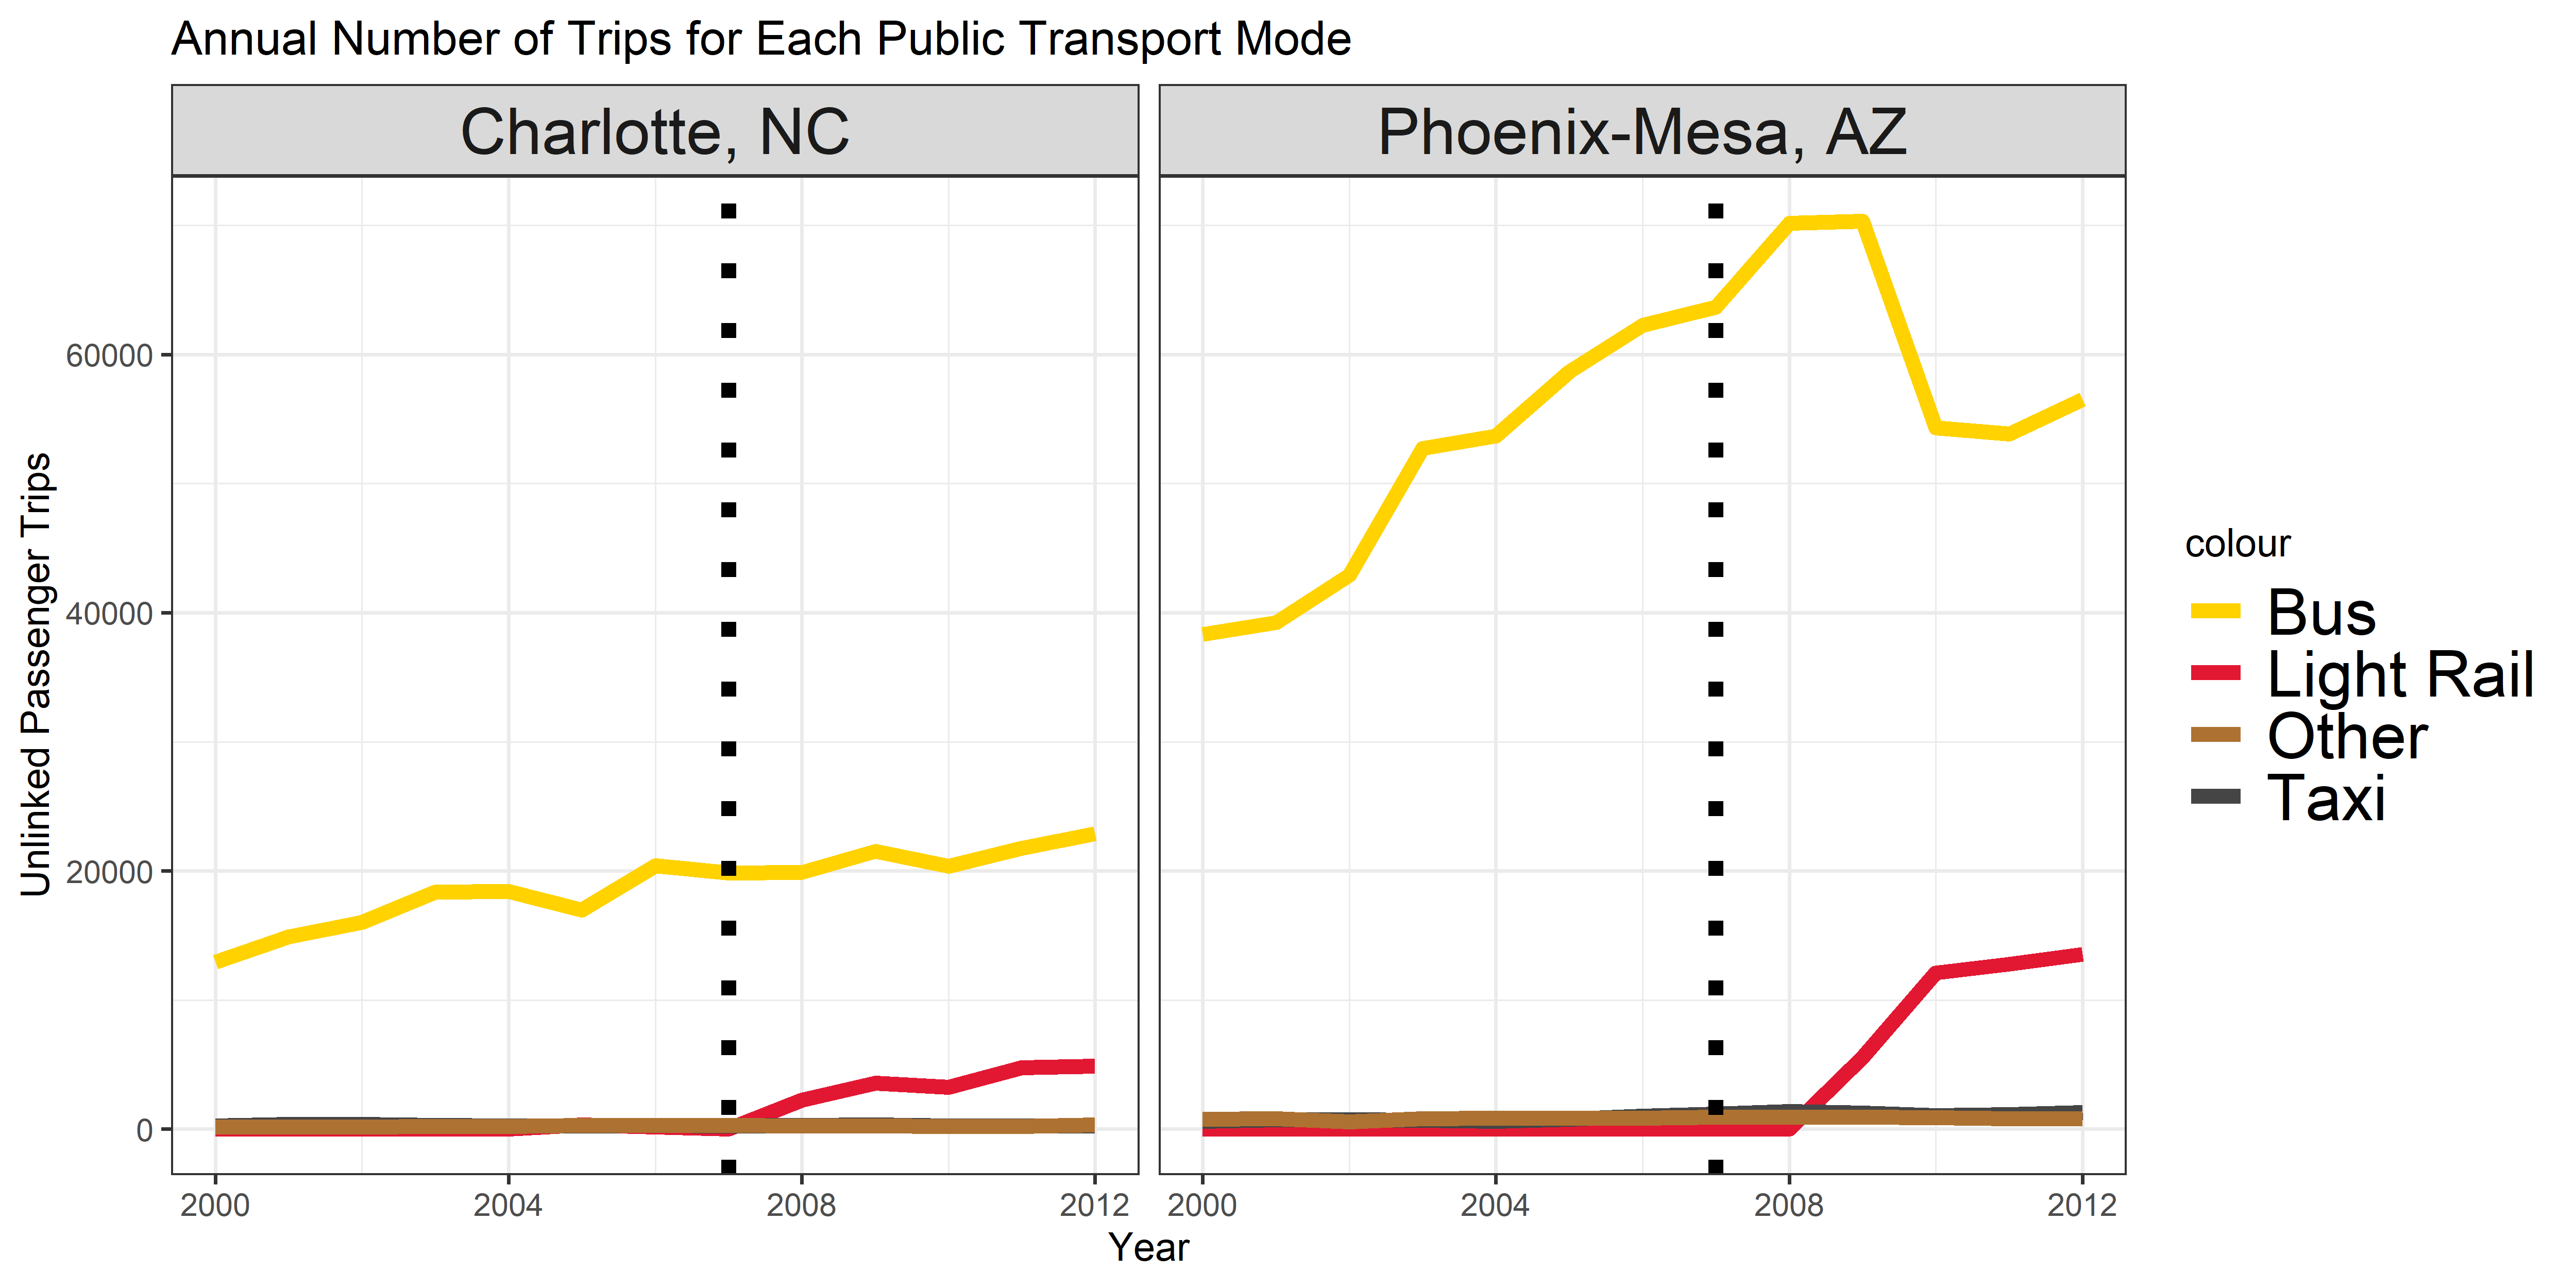 Annual Number of Trips for Each Public Transport Mode
Charlotte, NC
Phoenix-Mesa, AZ
Unlinked Passenger Trips
60000
40000
20000
0
2000
2004
2008
2012
2000
2004
2008
2012
Year
colour
Bus
Light Rail
Other
Taxi